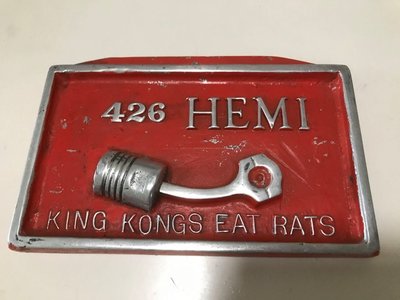 426 HEMI
KING KONGS EAT RATS